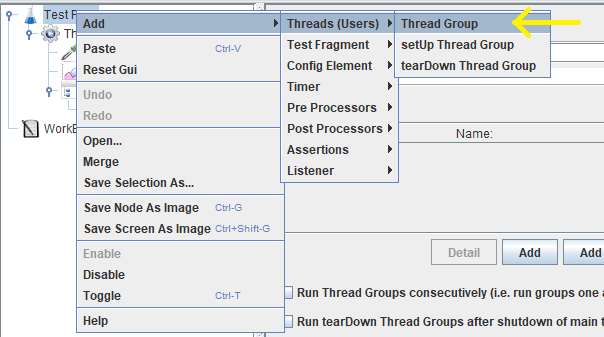 Test P
Th
WorkB
Add
Paste Ctrl-V
Reset Gui
Undo
Redo
Open...
Merge
Save Selection As...
Save Node As Image Ctrl-G
Save Screen As Image Ctrl+Shift-G
Enable
Disable
Toggle Ctrl-T
Help
Threads (Users)
Test Fragment
Config Element
Timer
Pre Processors
Post Processors
Assertions
Listener
Thread Group
setUp Thread Group
tearDown Thread Group
Name:
Detail Add Add
Run Thread Groups consecutively (i.e. run groups one a
Run tearDown Thread Groups after shutdown of main t